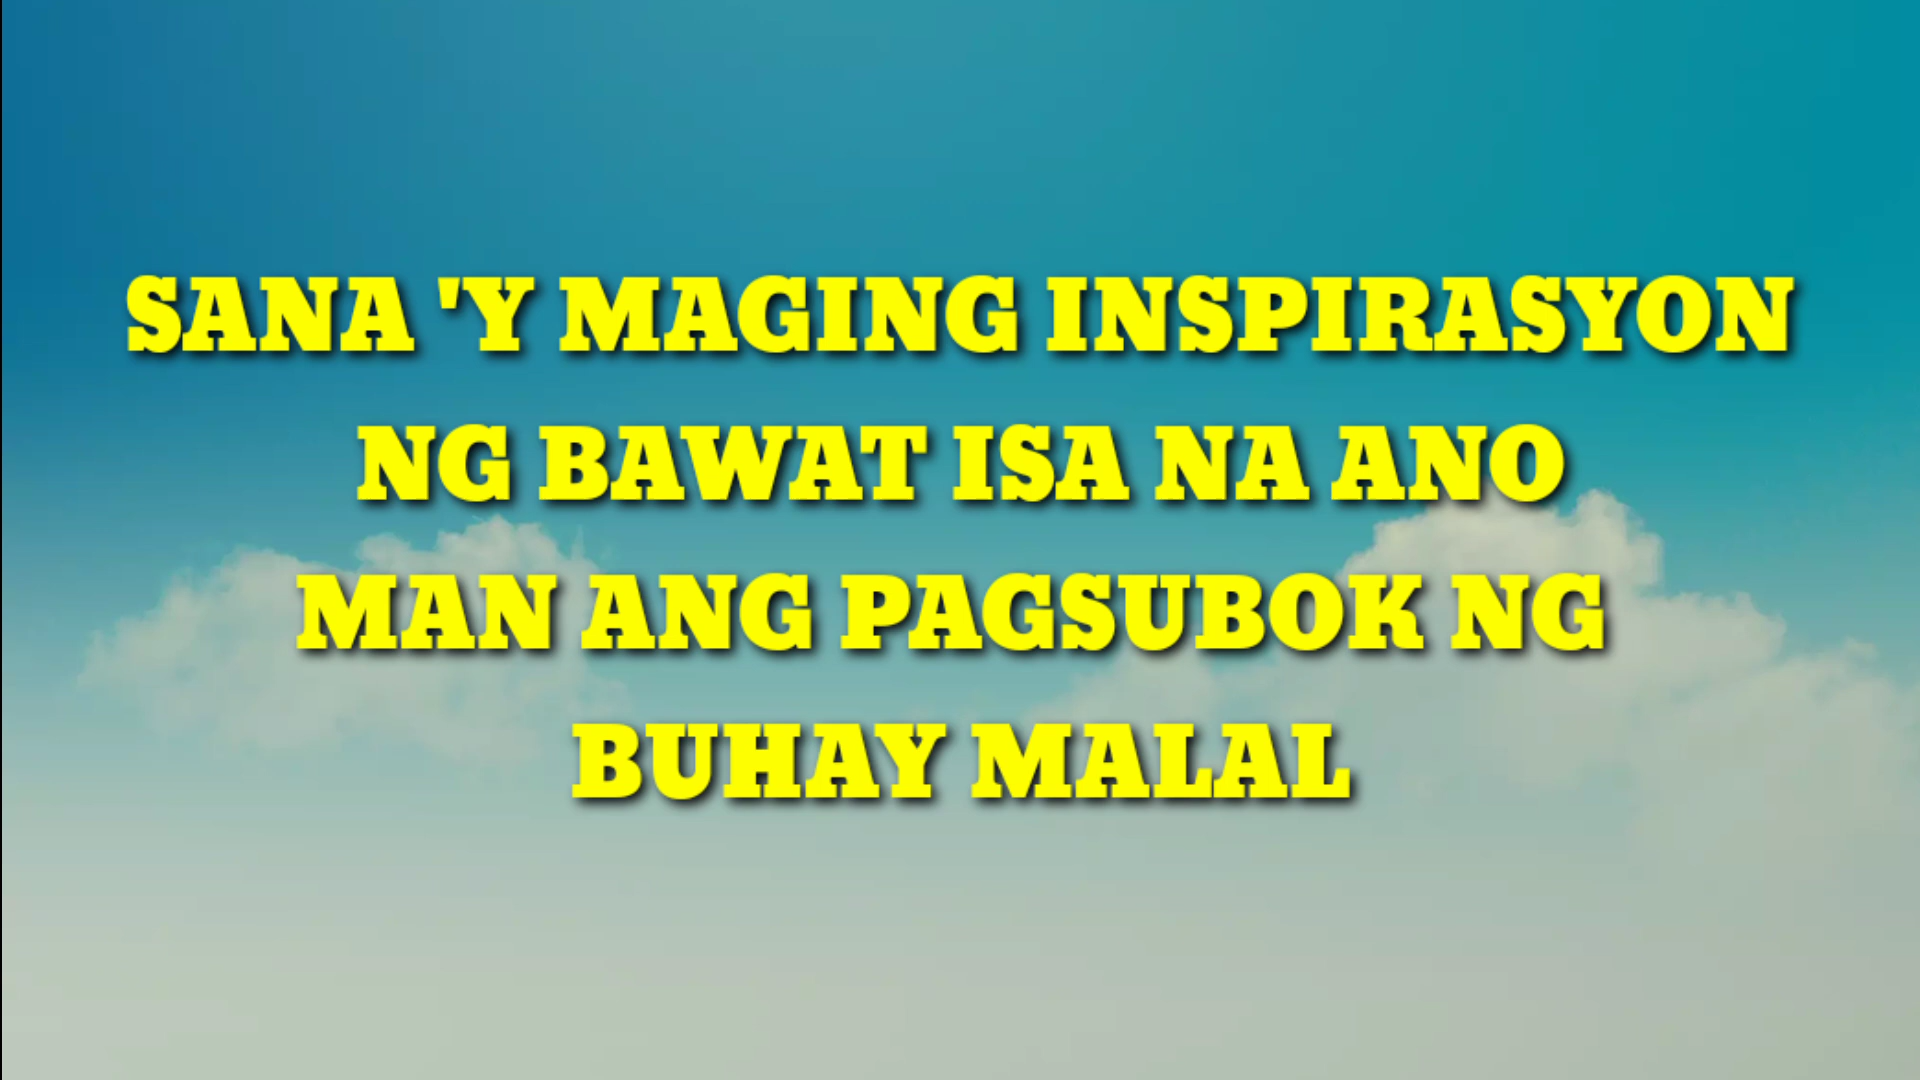 SANA 'Y MAGING INSPIRASYON
NG BAWAT ISA NA ANO
MAN ANG PAGSUBOK NG
BUHAY MALAL